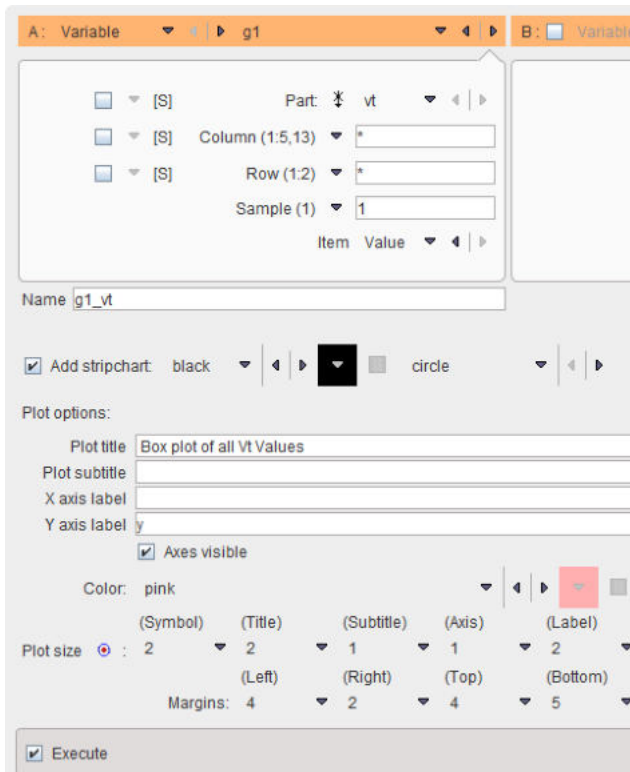 A: Variable g1 B: Variable
[S] Part: vt
[S] Column (1:5,13) *
[S] Row (1:2) *
Sample (1) 1
Item Value
Name g1_vt
Add stripchart: black circle
Plot options:
Plot title Box plot of all Vt Values
Plot subtitle
X axis label
Y axis label y
Axes visible
Color: pink
(Symbol) (Title) (Subtitle) (Axis) (Label)
Plot size : 2 2 1 1 2
(Left) (Right) (Top) (Bottom)
Margins: 4 2 4 5
Execute